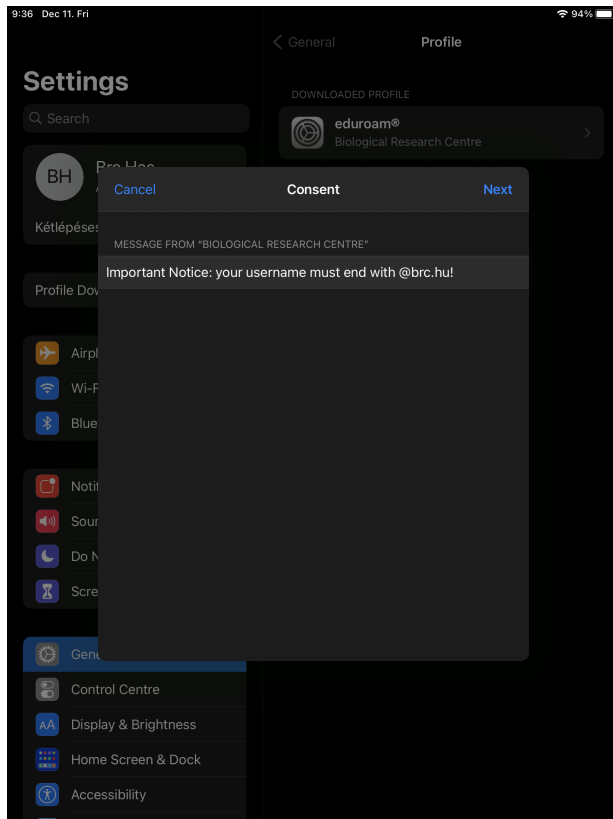 9:36 Dec 11. Fri
94%
General
Profile
Settings
Search
DOWNLOADED PROFILE
eduroam®
Biological Research Centre
BH
Cancel
Consent
Next
MESSAGE FROM “BIOLOGICAL RESEARCH CENTRE”
Important Notice: your username must end with @brc.hu!
Kétlépéses
Profile Dow
Airpl
Wi-F
Blue
Notif
Soun
Do N
Scre
Gene
Control Centre
AA
Display & Brightness
Home Screen & Dock
Accessibility